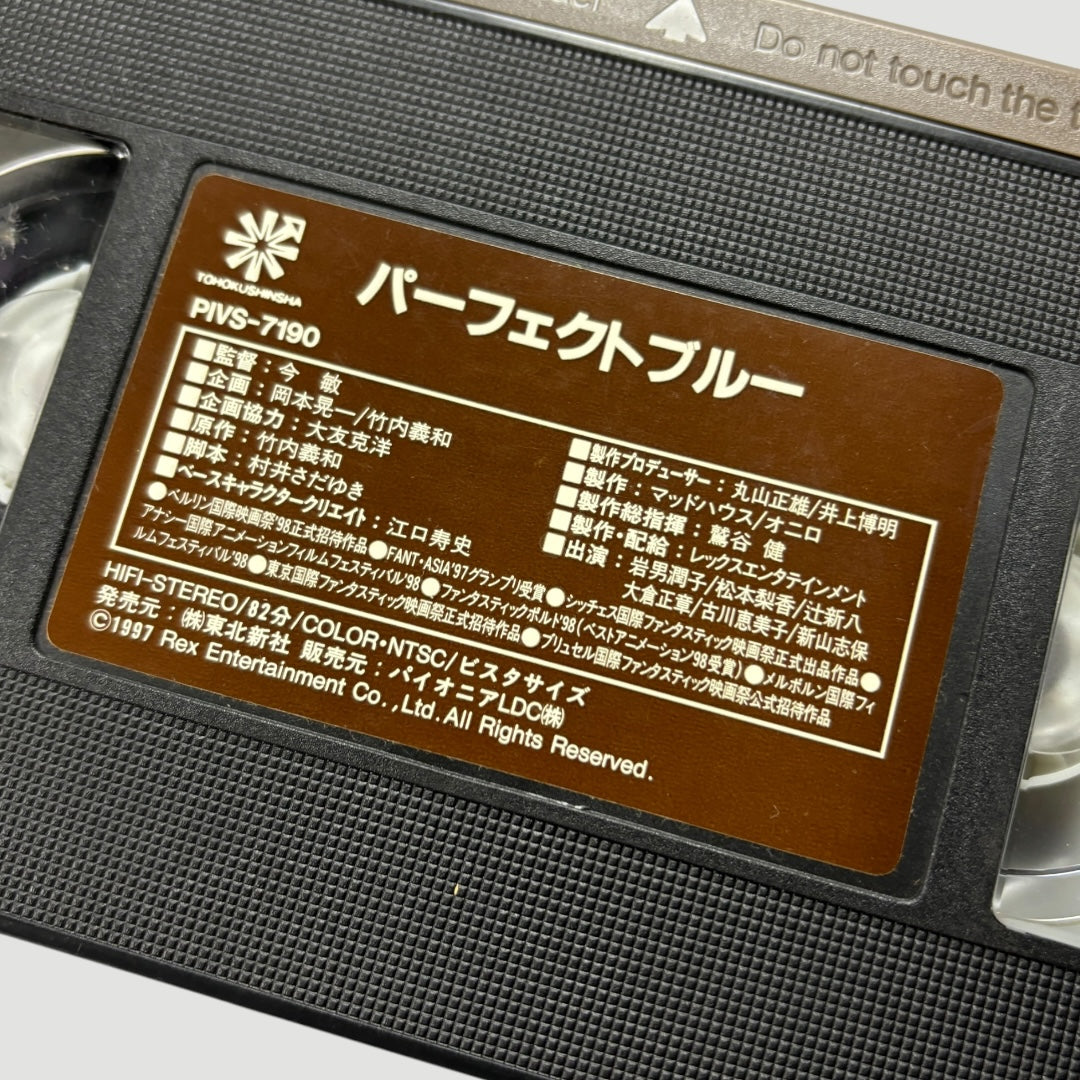 Do not touch the
TOHOKUSHINSHA
PIVS-7190
パーフェクトブルー
■監督：今 敏
■企画：岡本晃一/竹内義和
■企画協力：大友克洋
■原作：竹内義和
■脚本：村井さだゆき
■ベースキャラクタークリエイト：江口寿史
■製作プロデューサー：丸山正雄/井上博明
■製作：マッドハウス/オニロ
■製作総指揮：鷲谷 健
■製作・配給：レックスエンタテインメント
■出演：岩男潤子/松本梨香/辻新八
大倉正章/古川恵美子/新山志保
●ベルリン国際映画祭'98正式招待作品●FANT・ASIA'97グランプリ受賞●シッチェス国際ファンタスティック映画祭正式出品作品●
アナシー国際アニメーションフィルムフェスティバル'98●ファンタスティックポルト'98(ベストアニメーション'98受賞)●メルボルン国際フィ
ルムフェスティバル'98●東京国際ファンタスティック映画祭正式招待作品●ブリュセル国際ファンタスティック映画祭公式招待作品
HIFI-STEREO/82分/COLOR・NTSC/ビスタサイズ
発売元：㈱東北新社 販売元：パイオニアLDC㈱
©1997 Rex Entertainment Co.,Ltd. All Rights Reserved.